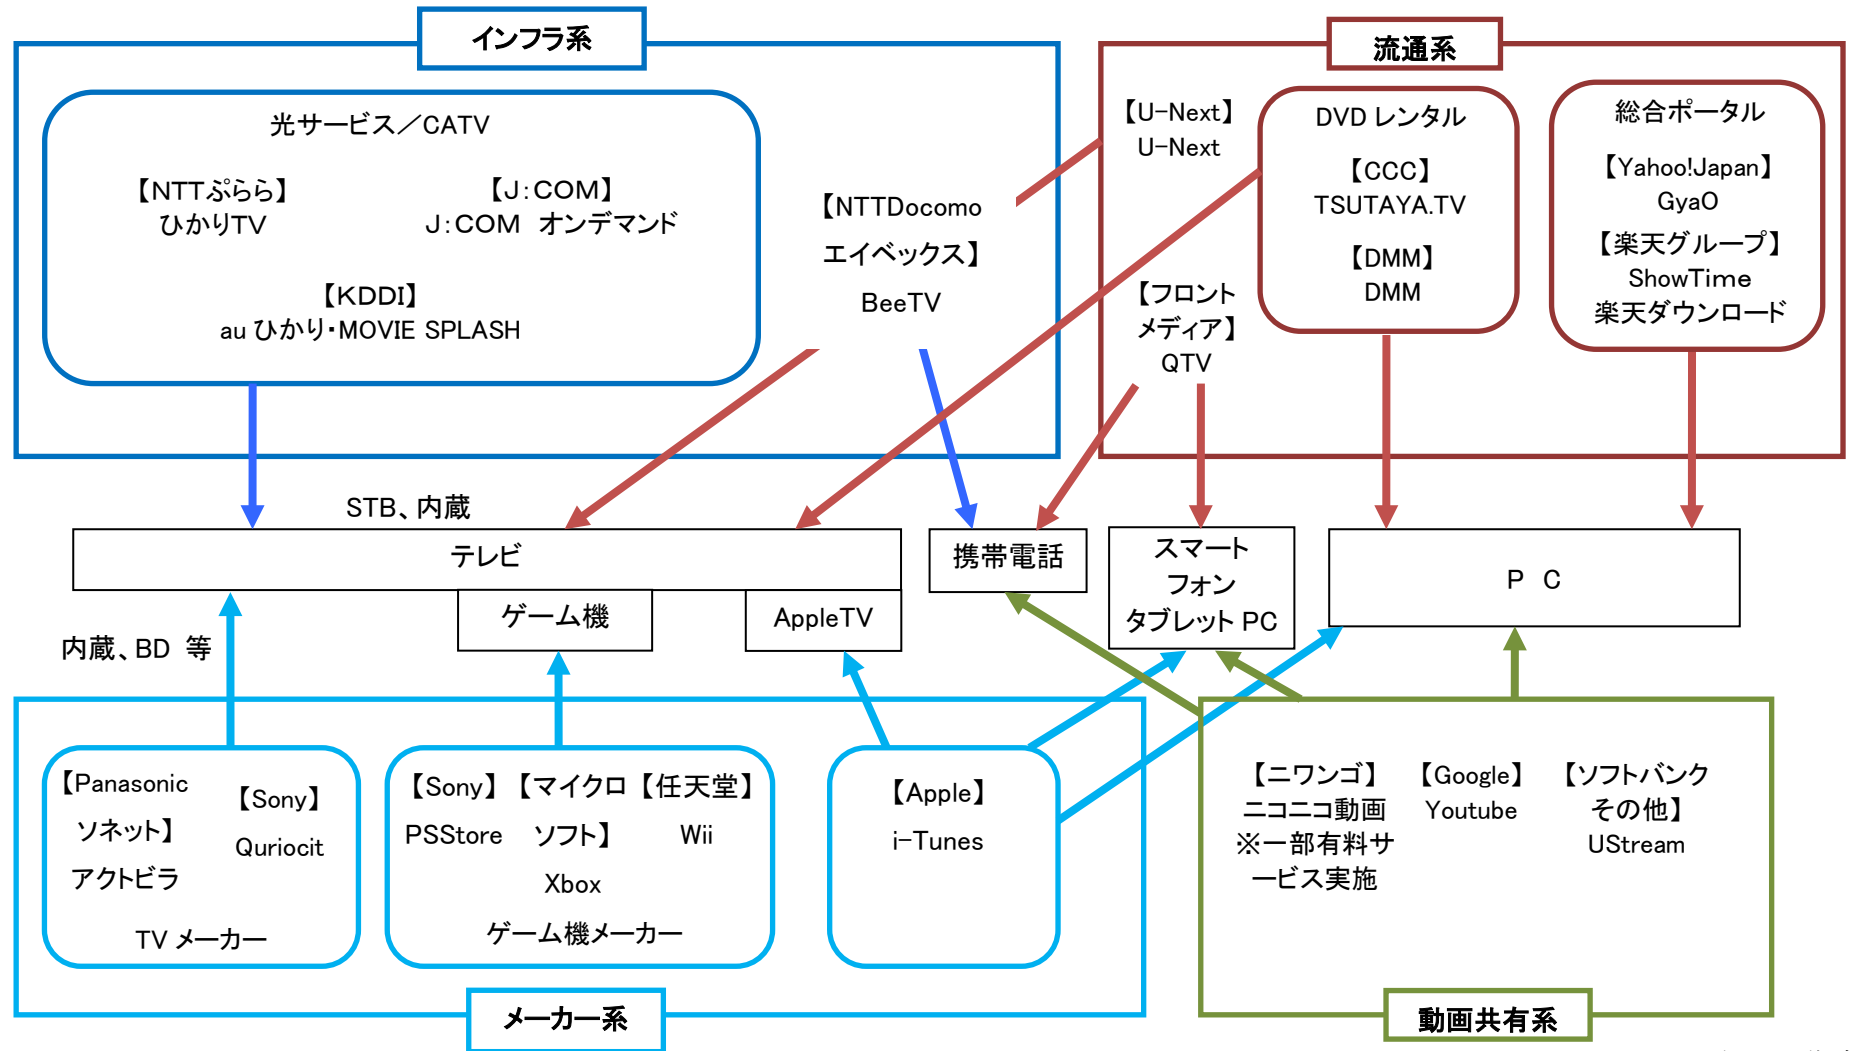 インフラ系
光サービス／CATV
【NTTぷらら】
ひかりTV
【J：COM】
J：COM　オンデマンド
【KDDI】
au ひかり・MOVIE SPLASH
【NTTDocomo
エイベックス】
BeeTV
流通系
【U-Next】
U-Next
【フロント
メディア】
QTV
DVD レンタル
【CCC】
TSUTAYA.TV
【DMM】
DMM
総合ポータル
【Yahoo!Japan】
GyaO
【楽天グループ】
ShowTime
楽天ダウンロード
STB、内蔵
テレビ
ゲーム機
AppleTV
携帯電話
スマート
フォン
タブレット PC
P　C
内蔵、BD 等
【Panasonic
ソネット】
アクトビラ
【Sony】
Quriocit
TV メーカー
【Sony】
PSStore
【マイクロ
ソフト】
Xbox
【任天堂】
Wii
ゲーム機メーカー
【Apple】
i-Tunes
メーカー系
【ニワンゴ】
ニコニコ動画
※一部有料サ
ービス実施
【Google】
Youtube
【ソフトバンク
その他】
UStream
動画共有系